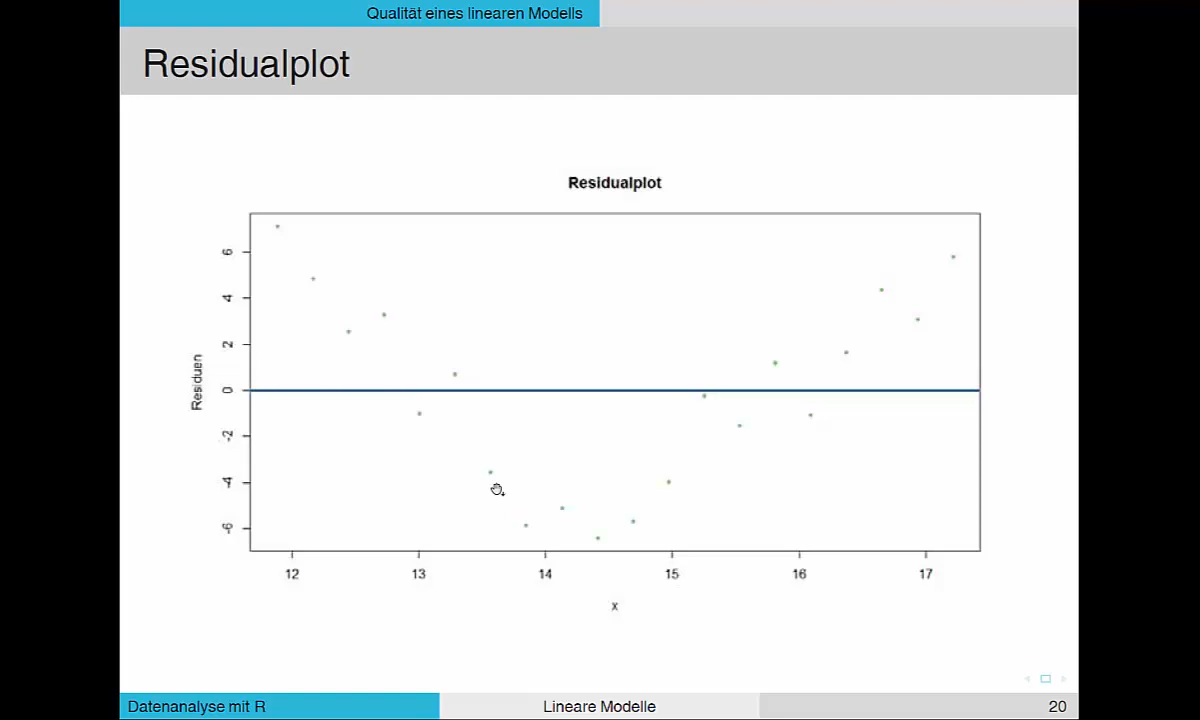 Qualität eines linearen Modells
Residualplot
Residualplot
6
4
2
0
-2
-4
-6
Residuen
12 13 14 15 16 17
x
Datenanalyse mit R Lineare Modelle 20